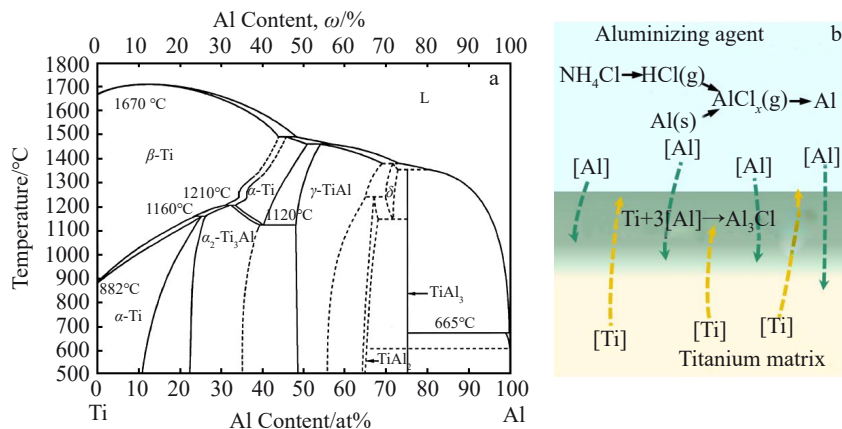 Al Content, ω/%
0 10 20 30 40 50 60 70 80 90 100
a
1800
1700
1600
1500
1400
1300
1200
1100
1000
900
800
700
600
500
Temperature/°C
1670 °C
L
β-Ti
1210°C
α-Ti
γ-TiAl
δ
1160°C
1120°C
α₂-Ti₃Al
882°C
α-Ti
TiAl₃
665°C
TiAl₂
0 10 20 30 40 50 60 70 80 90 100
Ti Al Content/at% Al
Aluminizing agent b
NH₄Cl HCl(g)
AlClₓ(g) Al
Al(s)
[Al] [Al] [Al] [Al]
Ti+3[Al]→Al₃Cl
[Ti] [Ti] [Ti]
Titanium matrix